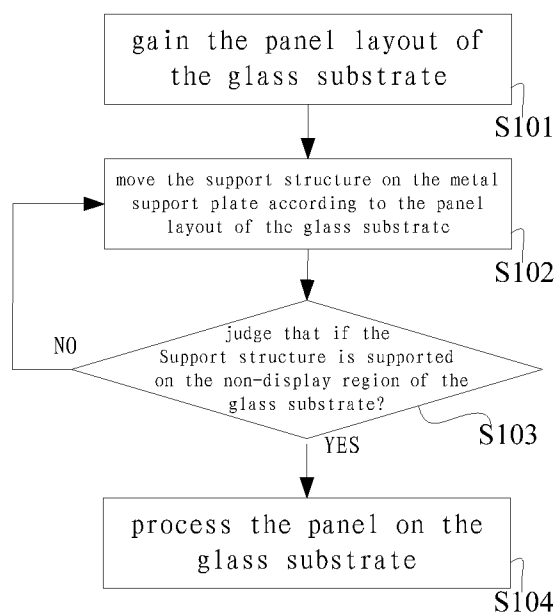 gain the panel layout of
the glass substrate
S101
move the support structure on the metal
support plate according to the panel
layout of the glass substrate
S102
judge that if the
Support structure is supported
on the non-display region of the
glass substrate?
NO
S103
YES
process the panel on the
glass substrate
S104